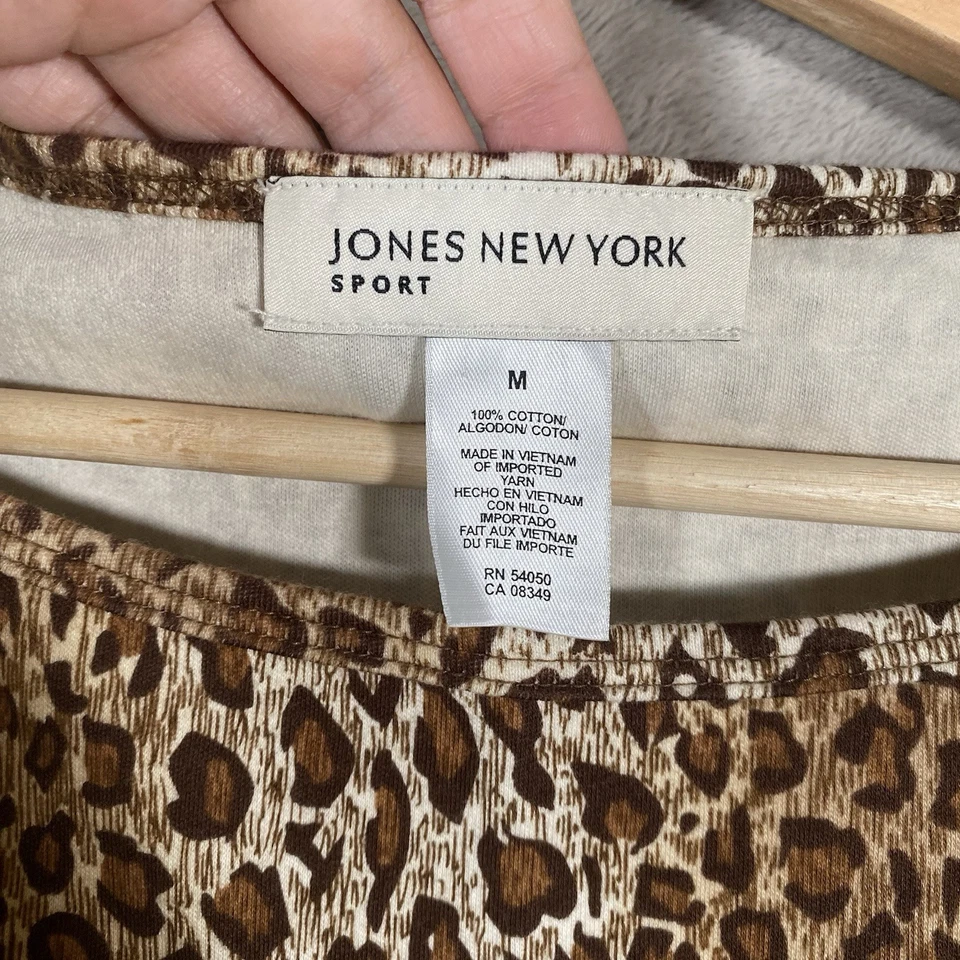 JONES NEW YORK
SPORT
M
100% COTTON/
ALGODON/ COTON
MADE IN VIETNAM
OF IMPORTED
YARN
HECHO EN VIETNAM
CON HILO
IMPORTADO
FAIT AUX VIETNAM
DU FILE IMPORTE
RN 54050
CA 08349